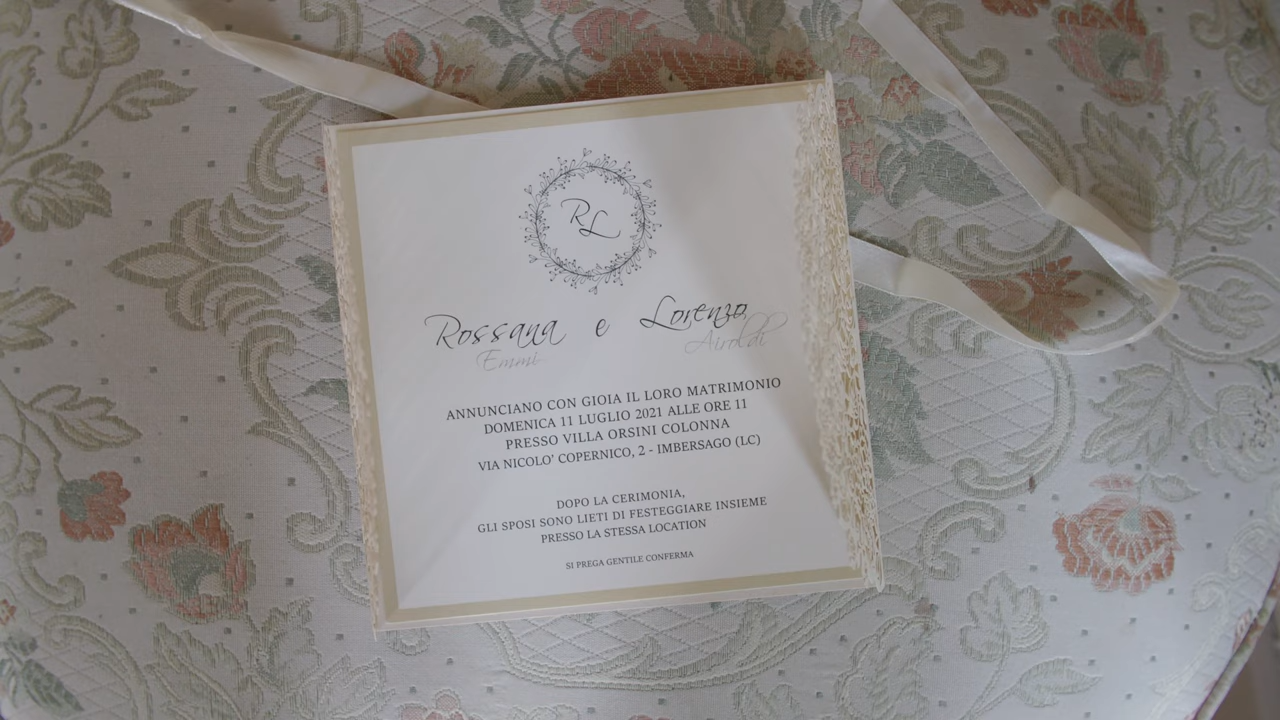 RL
Rossana e Lorenzo
Emmi Airoldi
ANNUNCIANO CON GIOIA IL LORO MATRIMONIO
DOMENICA 11 LUGLIO 2021 ALLE ORE 11
PRESSO VILLA ORSINI COLONNA
VIA NICOLO' COPERNICO, 2 - IMBERSAGO (LC)
DOPO LA CERIMONIA,
GLI SPOSI SONO LIETI DI FESTEGGIARE INSIEME
PRESSO LA STESSA LOCATION
SI PREGA GENTILE CONFERMA